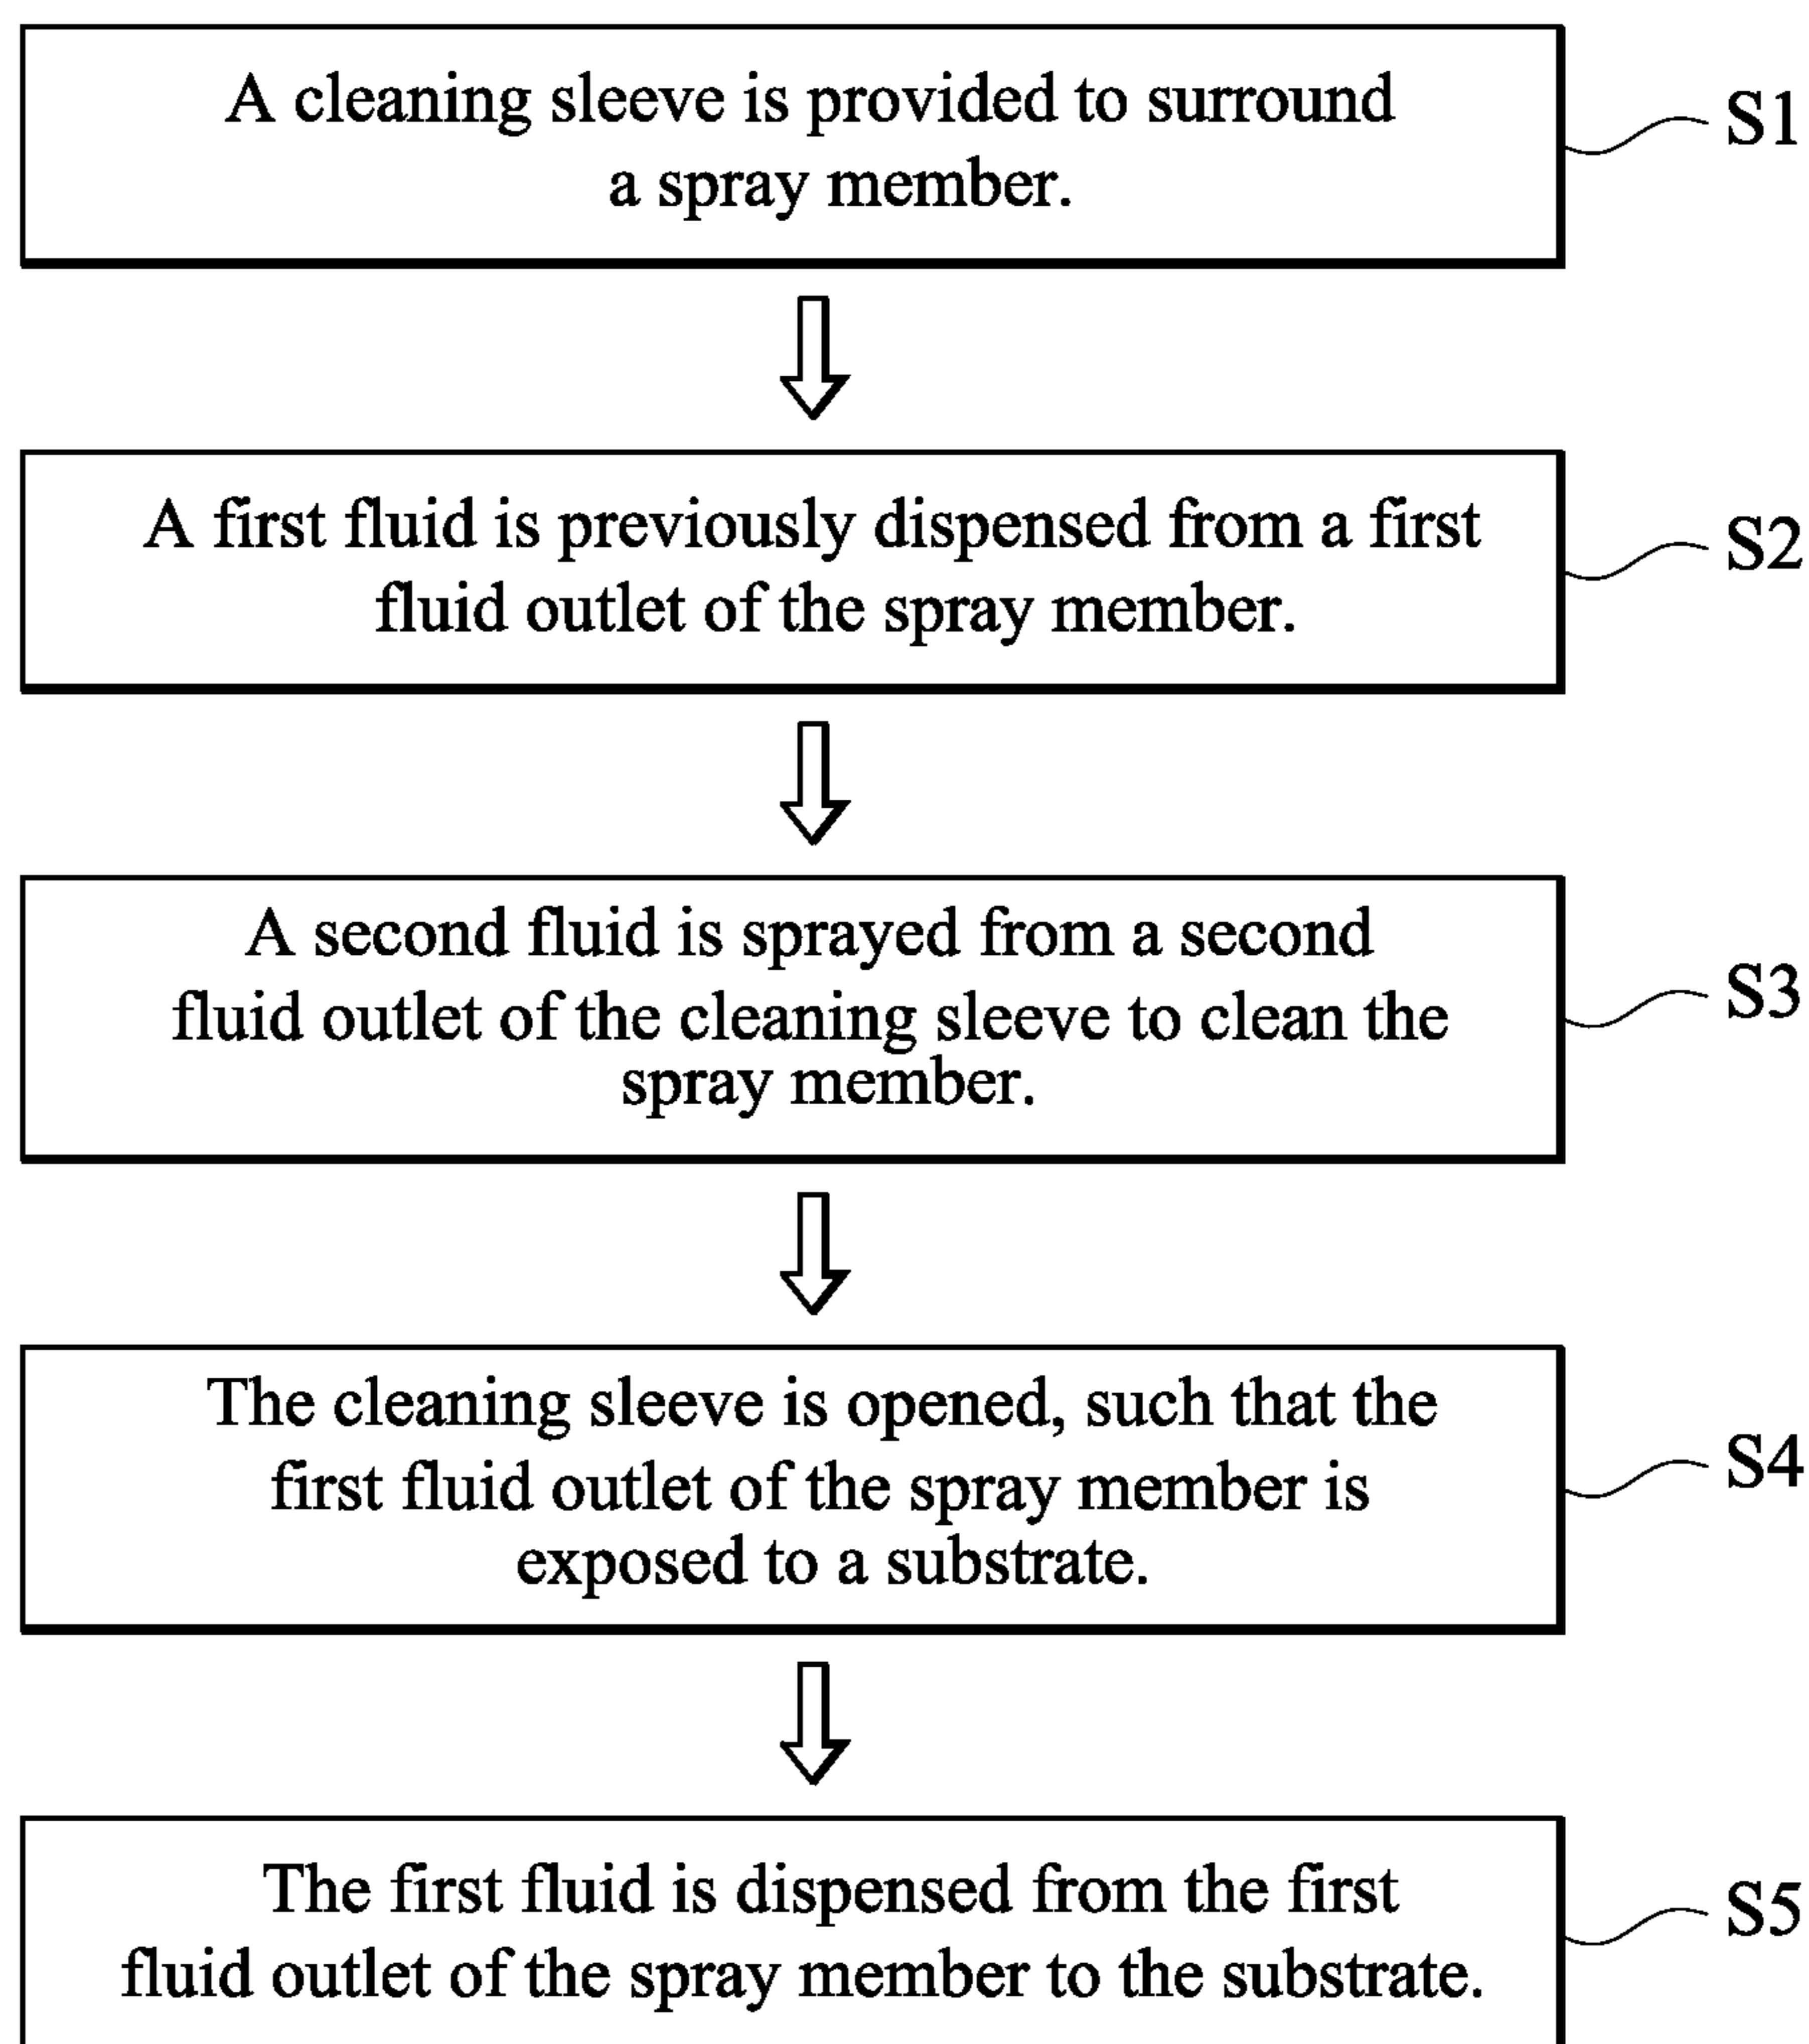 A cleaning sleeve is provided to surround
a spray member.
S1
A first fluid is previously dispensed from a first
fluid outlet of the spray member.
S2
A second fluid is sprayed from a second
fluid outlet of the cleaning sleeve to clean the
spray member.
S3
The cleaning sleeve is opened, such that the
first fluid outlet of the spray member is
exposed to a substrate.
S4
The first fluid is dispensed from the first
fluid outlet of the spray member to the substrate.
S5